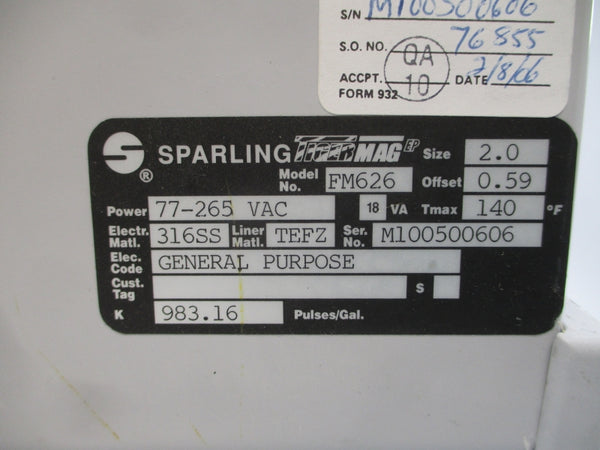 S/N M100500606
S.O. NO. 76855
QA
10
ACCPT. DATE 2/8/06
FORM 932
S ® SPARLING TIGERMAG EP Size 2.0
Model No. FM626 Offset 0.59
Power 77-265 VAC 18 VA Tmax 140 °F
Electr. Matl. 316SS Liner Matl. TEFZ Ser. No. M100500606
Elec. Code GENERAL PURPOSE
Cust. Tag S
K 983.16 Pulses/Gal.